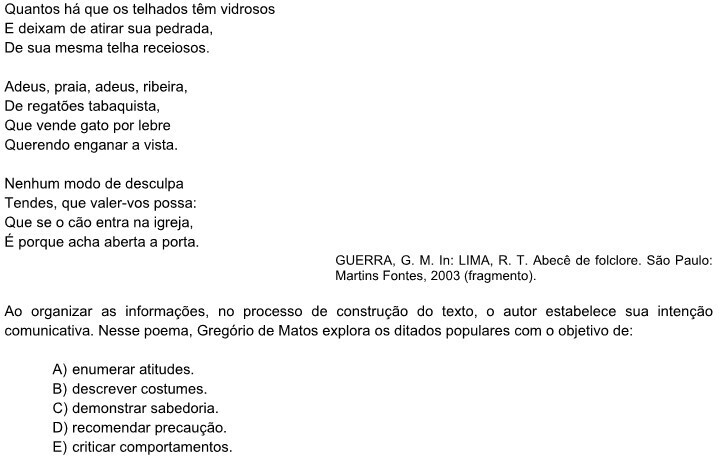 Quantos há que os telhados têm vidrosos
E deixam de atirar sua pedrada,
De sua mesma telha receiosos.

Adeus, praia, adeus, ribeira,
De regatões tabaquista,
Que vende gato por lebre
Querendo enganar a vista.

Nenhum modo de desculpa
Tendes, que valer-vos possa:
Que se o cão entra na igreja,
É porque acha aberta a porta.

GUERRA, G. M. In: LIMA, R. T. Abecê de folclore. São Paulo:
Martins Fontes, 2003 (fragmento).

Ao organizar as informações, no processo de construção do texto, o autor estabelece sua intenção
comunicativa. Nesse poema, Gregório de Matos explora os ditados populares com o objetivo de:

A) enumerar atitudes.
B) descrever costumes.
C) demonstrar sabedoria.
D) recomendar precaução.
E) criticar comportamentos.